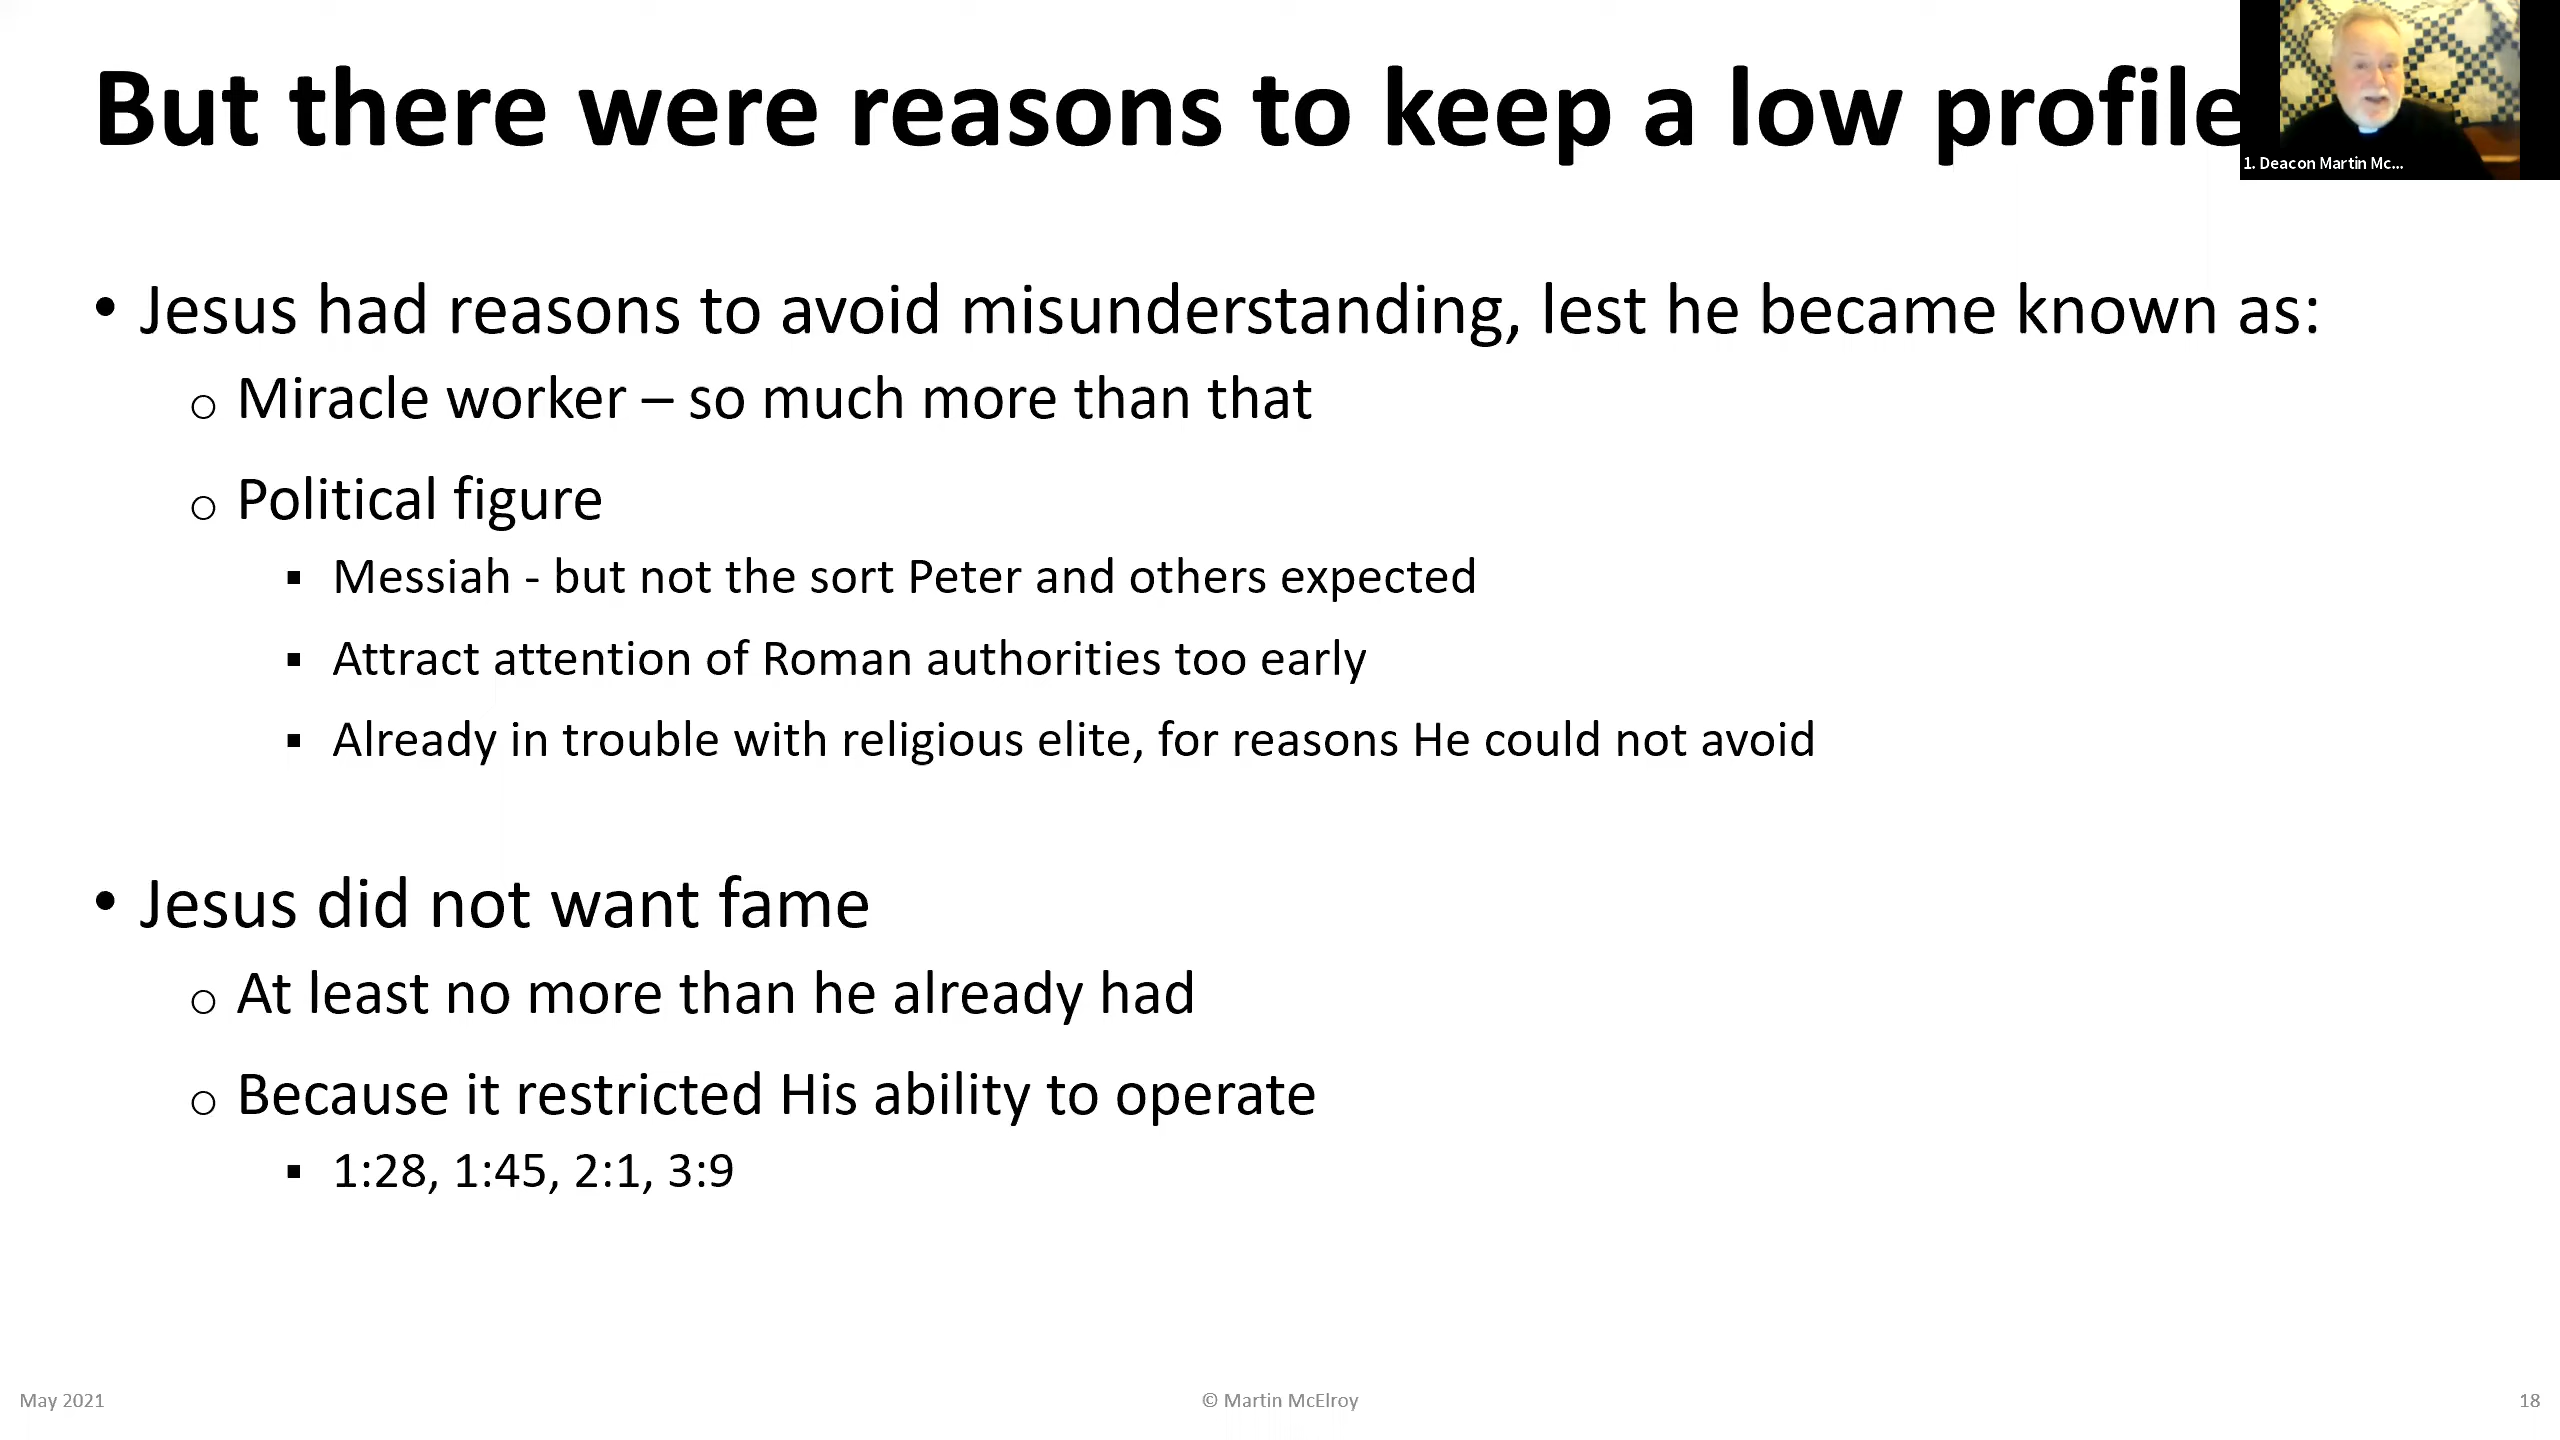 But there were reasons to keep a low profile
1. Deacon Martin Mc...
• Jesus had reasons to avoid misunderstanding, lest he became known as:
o Miracle worker – so much more than that
o Political figure
▪ Messiah - but not the sort Peter and others expected
▪ Attract attention of Roman authorities too early
▪ Already in trouble with religious elite, for reasons He could not avoid
• Jesus did not want fame
o At least no more than he already had
o Because it restricted His ability to operate
▪ 1:28, 1:45, 2:1, 3:9
May 2021
© Martin McElroy
18